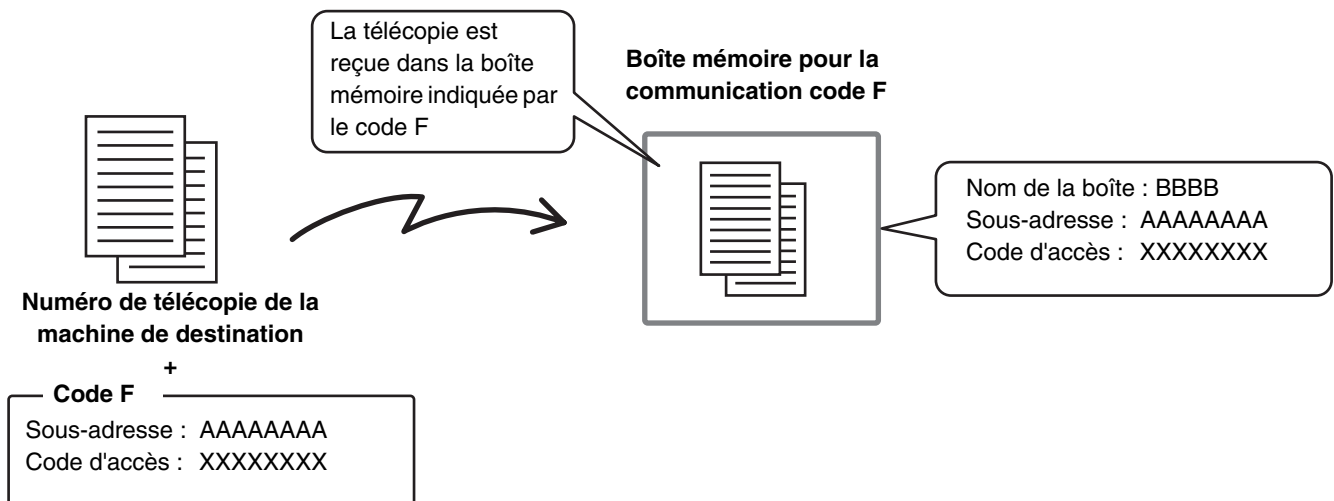 La télécopie est
reçue dans la boîte
mémoire indiquée par
le code F
Boîte mémoire pour la
communication code F
Nom de la boîte : BBBB
Sous-adresse : AAAAAAAA
Code d'accès : XXXXXXXX
Numéro de télécopie de la
machine de destination
+
Code F
Sous-adresse : AAAAAAAA
Code d'accès : XXXXXXXX